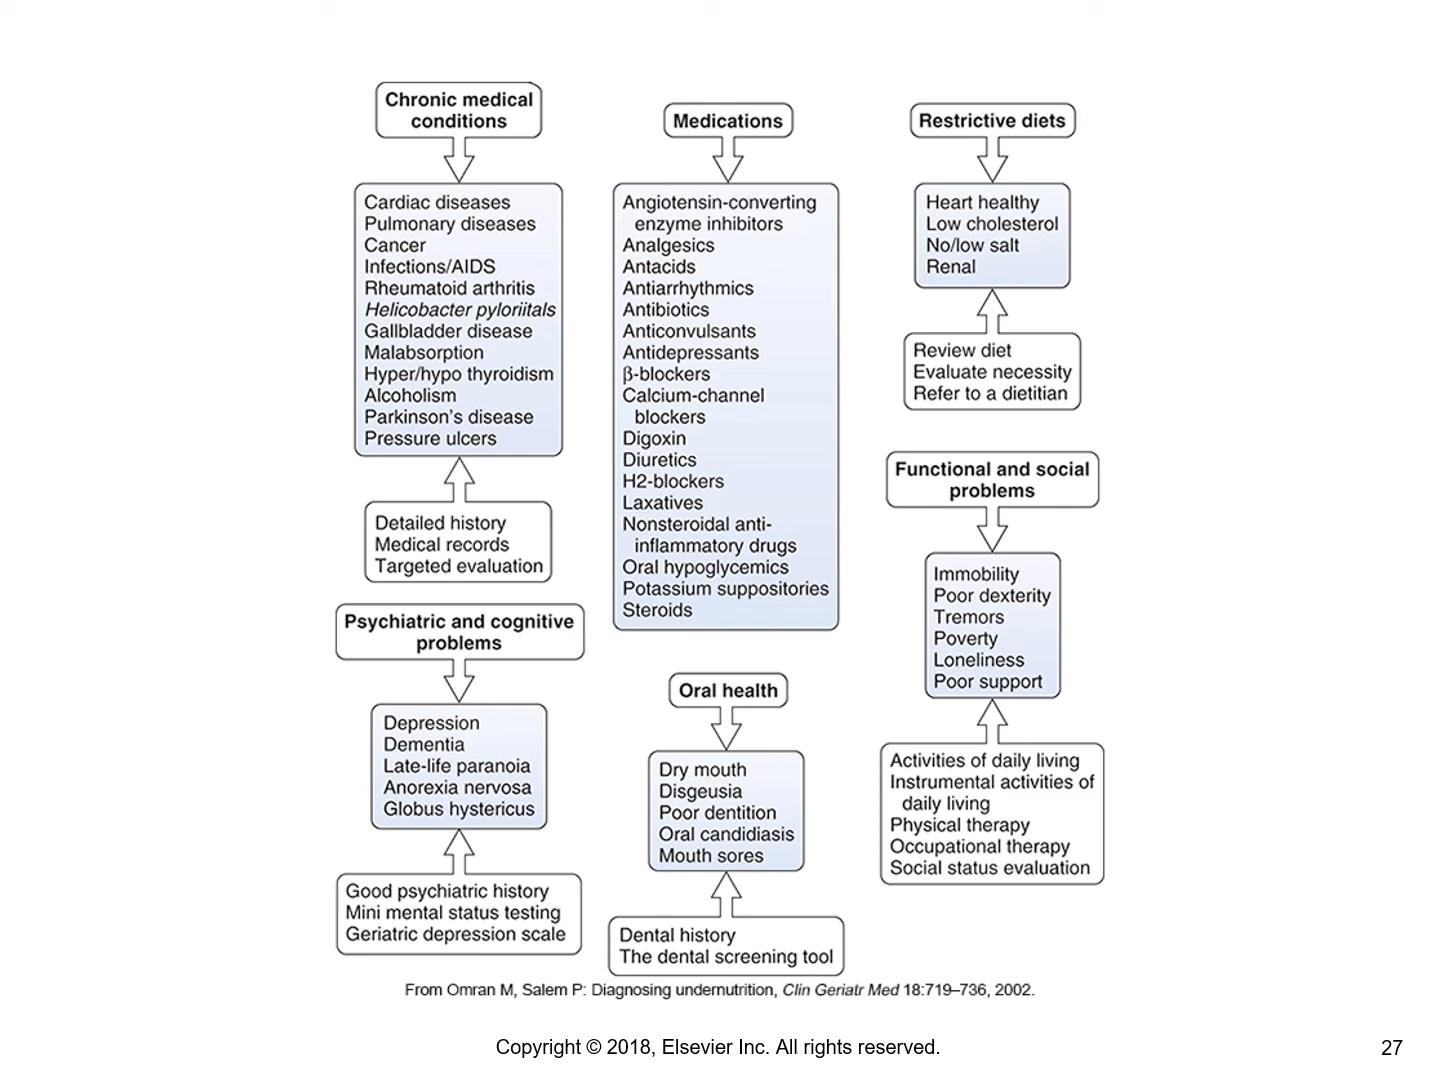 Chronic medical
conditions
Cardiac diseases
Pulmonary diseases
Cancer
Infections/AIDS
Rheumatoid arthritis
Helicobacter pyloriitals
Gallbladder disease
Malabsorption
Hyper/hypo thyroidism
Alcoholism
Parkinson's disease
Pressure ulcers
Detailed history
Medical records
Targeted evaluation
Psychiatric and cognitive
problems
Depression
Dementia
Late-life paranoia
Anorexia nervosa
Globus hystericus
Good psychiatric history
Mini mental status testing
Geriatric depression scale
Medications
Angiotensin-converting
enzyme inhibitors
Analgesics
Antacids
Antiarrhythmics
Antibiotics
Anticonvulsants
Antidepressants
β-blockers
Calcium-channel
blockers
Digoxin
Diuretics
H2-blockers
Laxatives
Nonsteroidal anti-
inflammatory drugs
Oral hypoglycemics
Potassium suppositories
Steroids
Oral health
Dry mouth
Disgeusia
Poor dentition
Oral candidiasis
Mouth sores
Dental history
The dental screening tool
Restrictive diets
Heart healthy
Low cholesterol
No/low salt
Renal
Review diet
Evaluate necessity
Refer to a dietitian
Functional and social
problems
Immobility
Poor dexterity
Tremors
Poverty
Loneliness
Poor support
Activities of daily living
Instrumental activities of
daily living
Physical therapy
Occupational therapy
Social status evaluation
From Omran M, Salem P: Diagnosing undernutrition, Clin Geriatr Med 18:719–736, 2002.
Copyright © 2018, Elsevier Inc. All rights reserved.
27